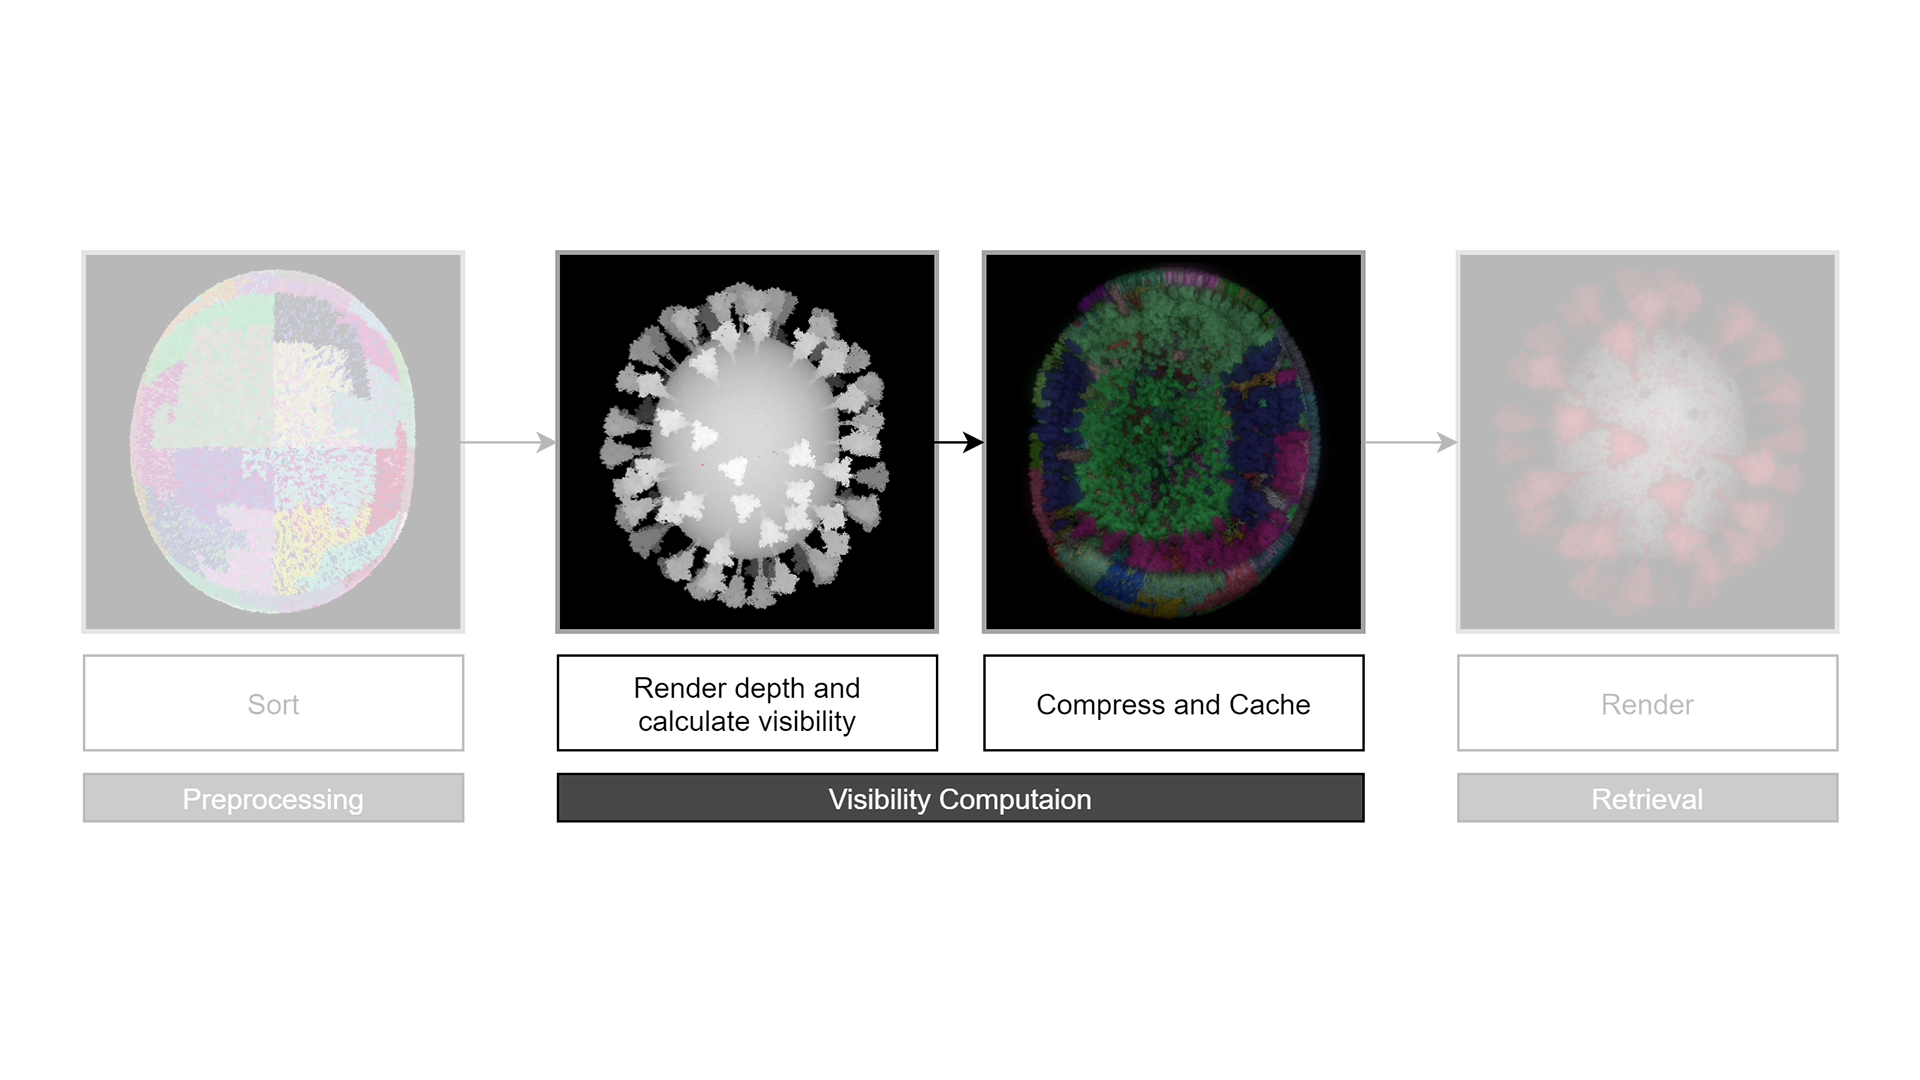 Sort
Render depth and
calculate visibility
Compress and Cache
Render
Preprocessing
Visibility Computaion
Retrieval